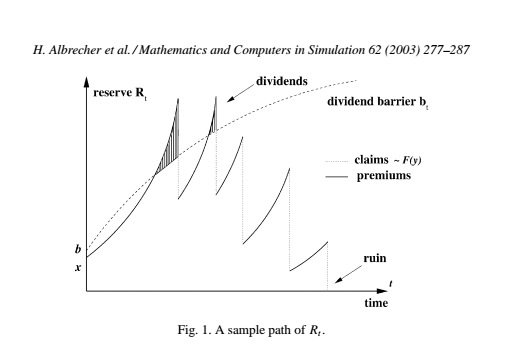 H. Albrecher et al. / Mathematics and Computers in Simulation 62 (2003) 277–287
reserve R_t
dividends
dividend barrier b_t
claims ~ F(y)
premiums
b
x
ruin
t
time
Fig. 1. A sample path of R_t.